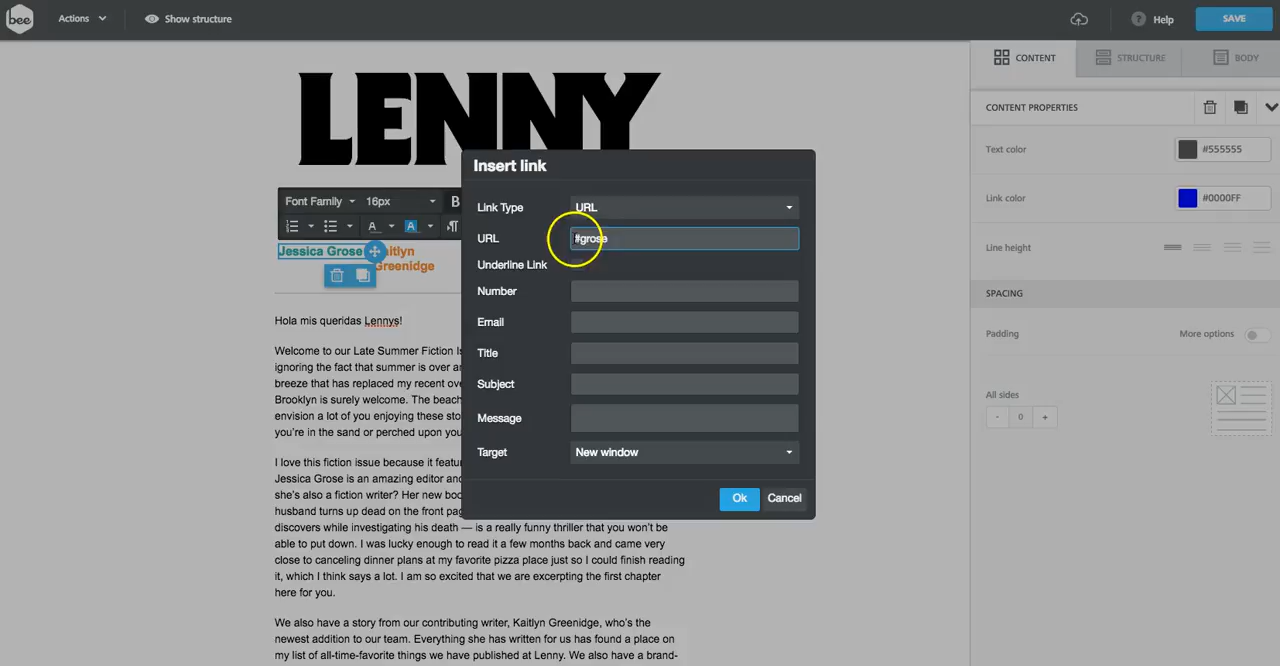 bee
Actions
Show structure
Help
SAVE
LENNY
CONTENT
STRUCTURE
BODY
CONTENT PROPERTIES
Text color
#555555
Link color
#0000FF
Line height
SPACING
Padding
More options
All sides
- 0 +
Font Family
16px
B
Jessica Grose
Kaitlyn
Greenidge
Insert link
Link Type
URL
URL
#grose
Underline Link
Number
Email
Title
Subject
Message
Target
New window
Ok
Cancel
Hola mis queridas Lennys!
Welcome to our Late Summer Fiction
ignoring the fact that summer is over
breeze that has replaced my recent
Brooklyn is surely welcome. The
envision a lot of you enjoying these
you're in the sand or perched upon
I love this fiction issue because it
Jessica Grose is an amazing editor
she's also a fiction writer? Her new
husband turns up dead on the front
discovers while investigating his death — is a really funny thriller that you won't be
able to put down. I was lucky enough to read it a few months back and came very
close to canceling dinner plans at my favorite pizza place just so I could finish reading
it, which I think says a lot. I am so excited that we are excerpting the first chapter
here for you.
We also have a story from our contributing writer, Kaitlyn Greenidge, who's the
newest addition to our team. Everything she has written for us has found a place on
my list of all-time-favorite things we have published at Lenny. We also have a brand-